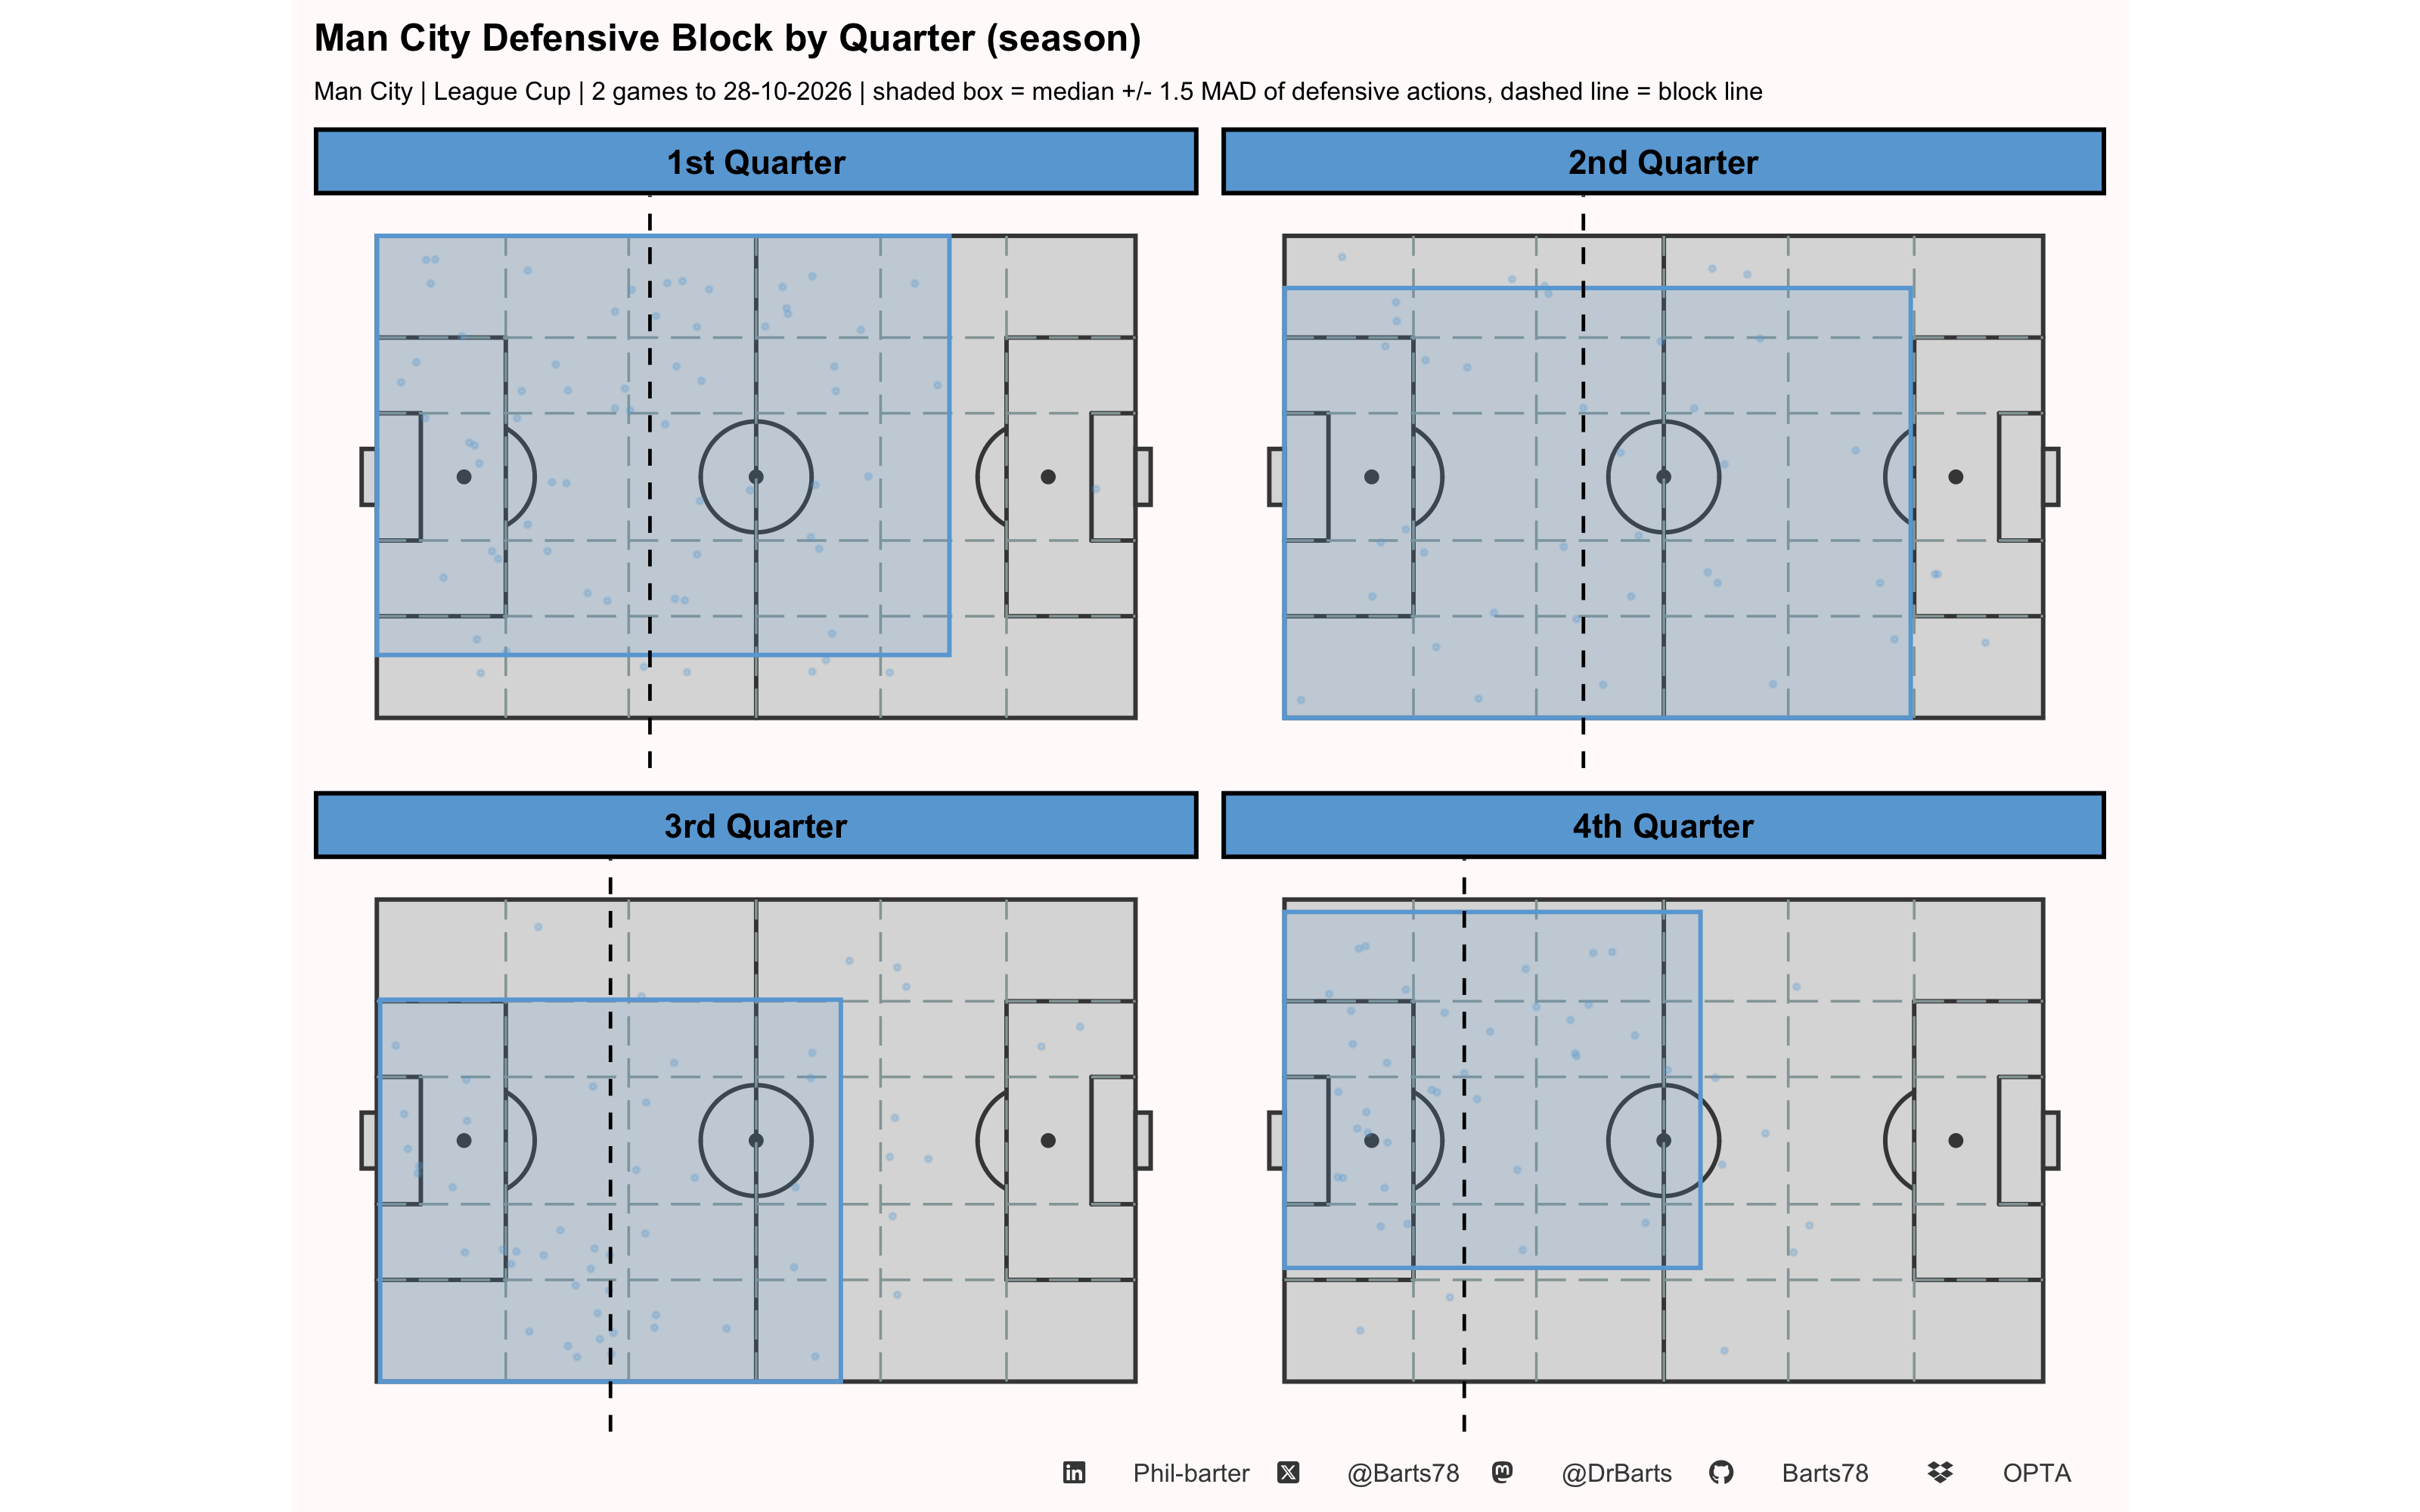 Man City Defensive Block by Quarter (season)
Man City | League Cup | 2 games to 28-10-2026 | shaded box = median +/- 1.5 MAD of defensive actions, dashed line = block line
1st Quarter
2nd Quarter
3rd Quarter
4th Quarter
Phil-barter @Barts78 @DrBarts Barts78 OPTA